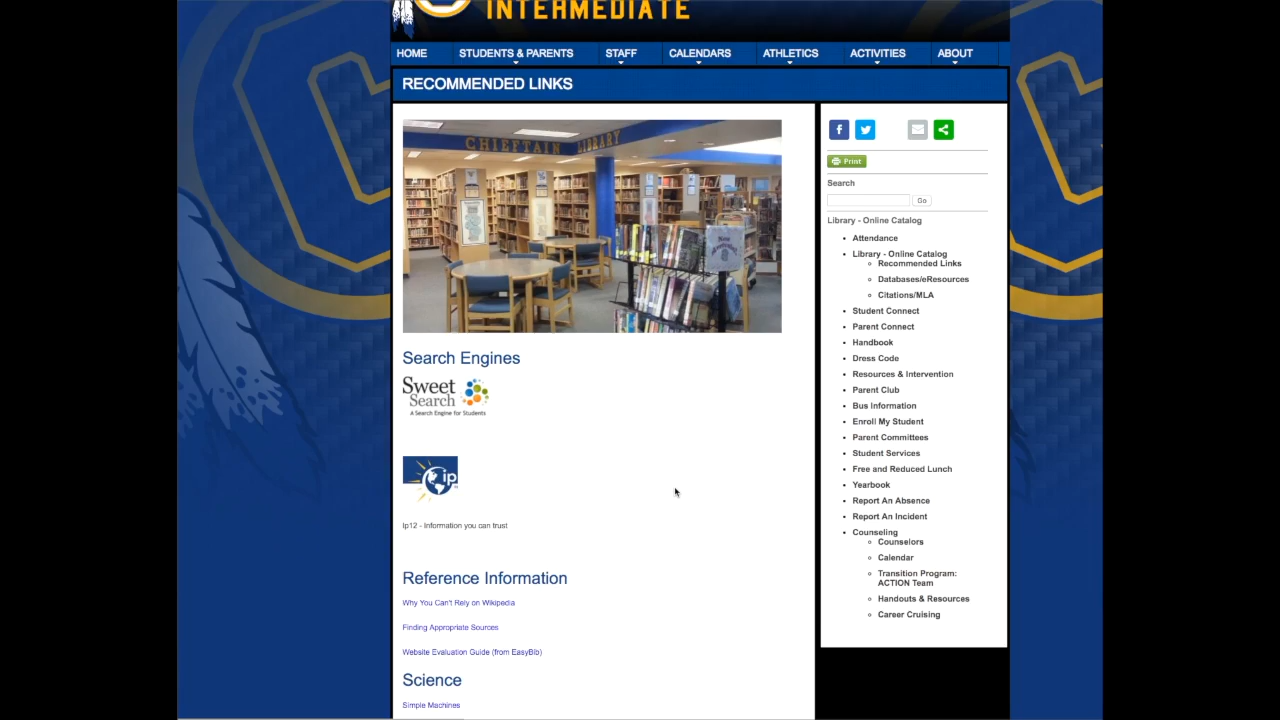 INTERMEDIATE
HOME STUDENTS & PARENTS STAFF CALENDARS ATHLETICS ACTIVITIES ABOUT
RECOMMENDED LINKS
CHIEFTAIN LIBRARY
Search Engines
Sweet
Search
A Search Engine for Students
ip
Ip12 - Information you can trust
Reference Information
Why You Can't Rely on Wikipedia
Finding Appropriate Sources
Website Evaluation Guide (from EasyBib)
Science
Simple Machines
Print
Search
Go
Library - Online Catalog
Attendance
Library - Online Catalog
Recommended Links
Databases/eResources
Citations/MLA
Student Connect
Parent Connect
Handbook
Dress Code
Resources & Intervention
Parent Club
Bus Information
Enroll My Student
Parent Committees
Student Services
Free and Reduced Lunch
Yearbook
Report An Absence
Report An Incident
Counseling
Counselors
Calendar
Transition Program:
ACTION Team
Handouts & Resources
Career Cruising